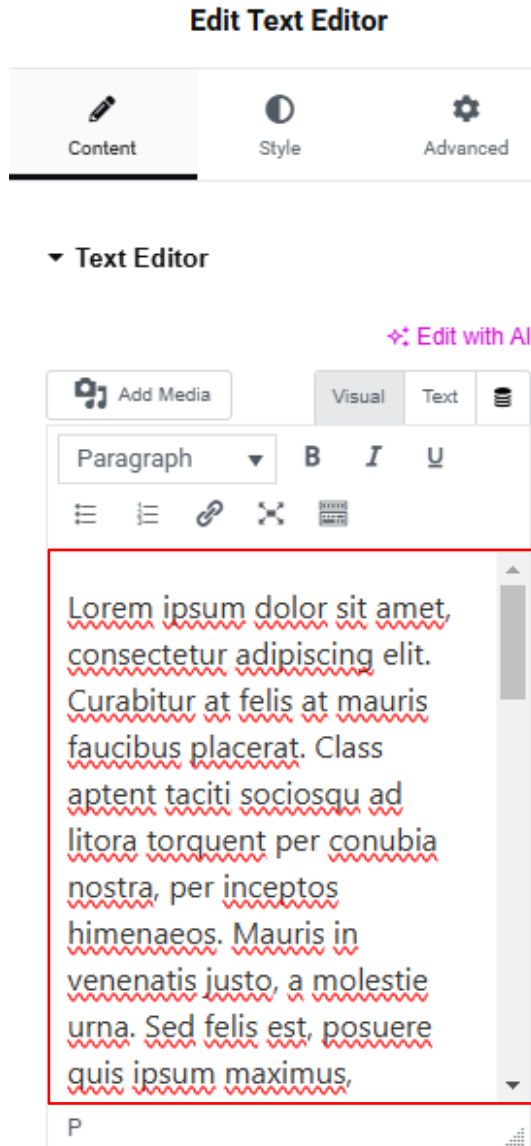 Edit Text Editor
Content Style Advanced
Text Editor
Edit with AI
Add Media Visual Text
Paragraph B I U
Lorem ipsum dolor sit amet,
consectetur adipiscing elit.
Curabitur at felis at mauris
faucibus placerat. Class
aptent taciti sociosqu ad
litora torquent per conubia
nostra, per inceptos
himenaeos. Mauris in
venenatis justo, a molestie
urna. Sed felis est, posuere
quis ipsum maximus,
P